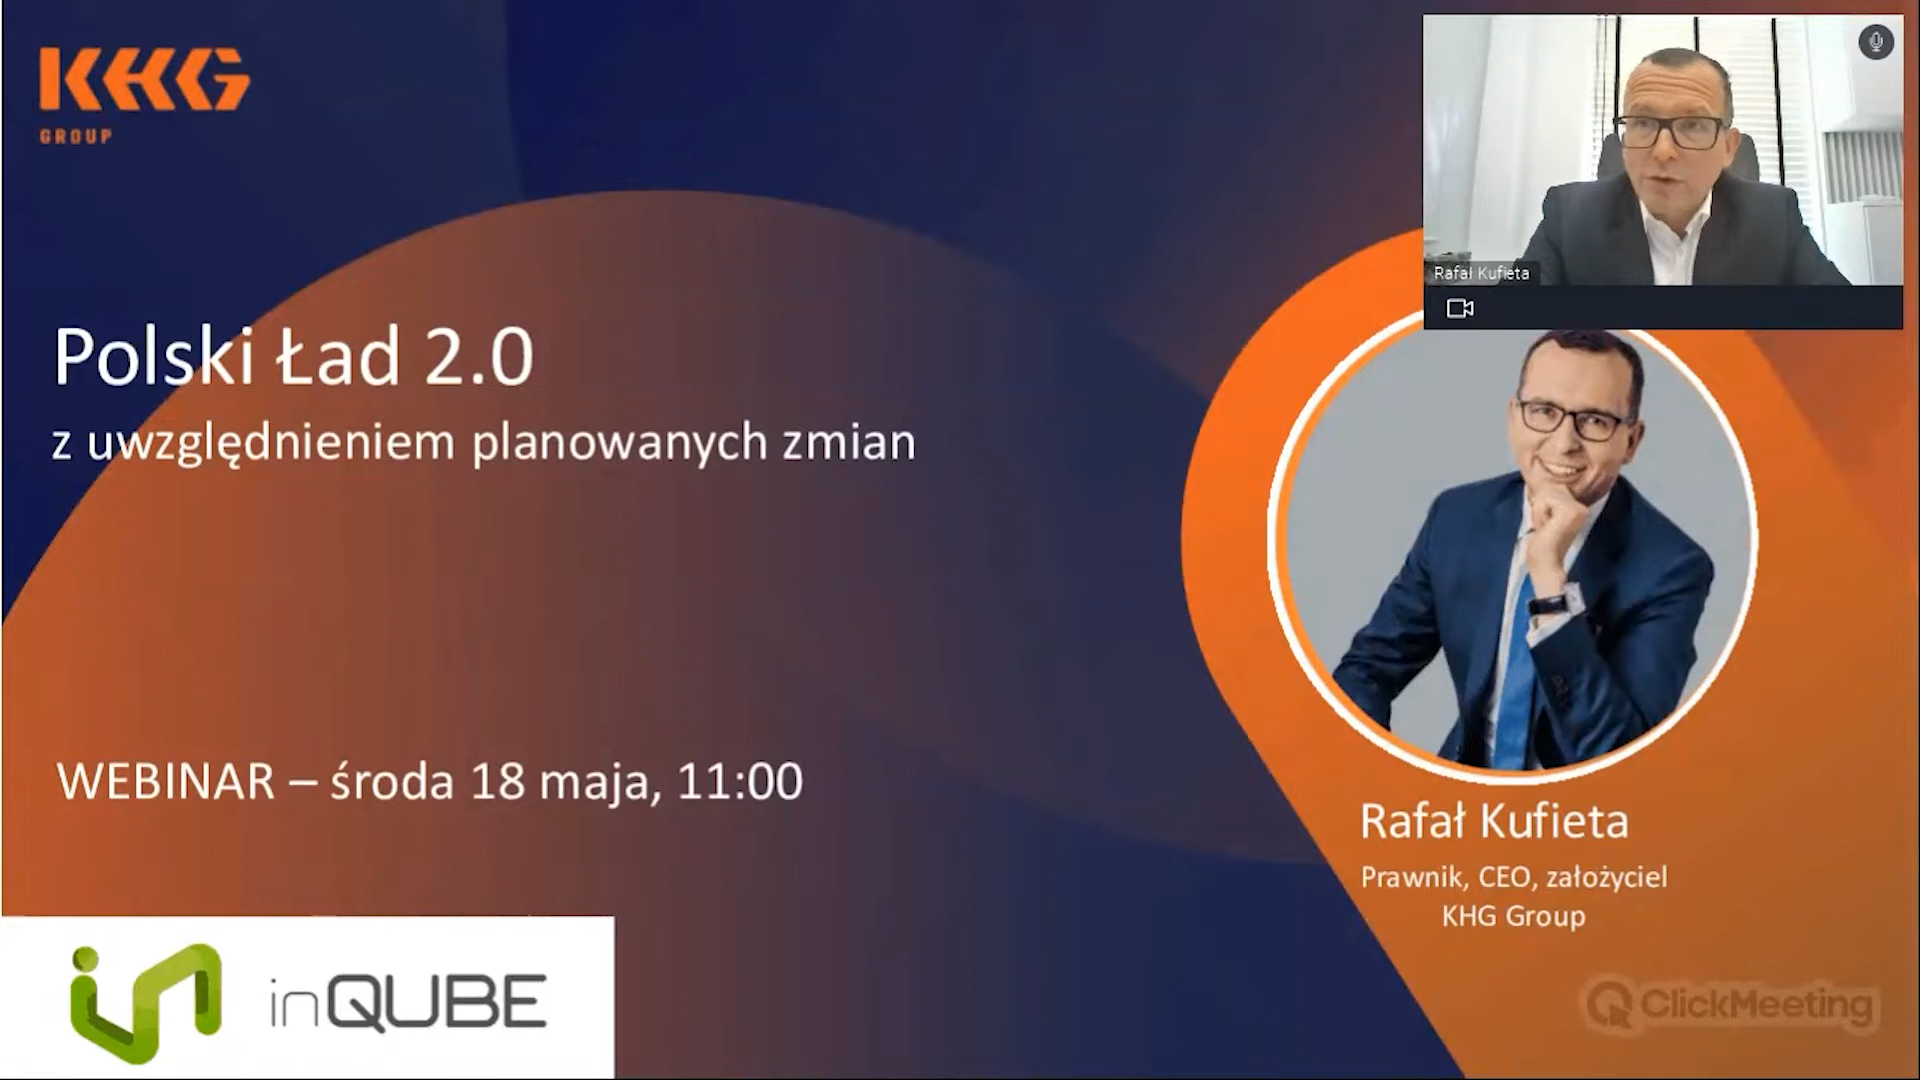 KHG
GROUP
Rafał Kufieta
Polski Ład 2.0
z uwzględnieniem planowanych zmian
WEBINAR – środa 18 maja, 11:00
Rafał Kufieta
Prawnik, CEO, założyciel
KHG Group
inQUBE
ClickMeeting